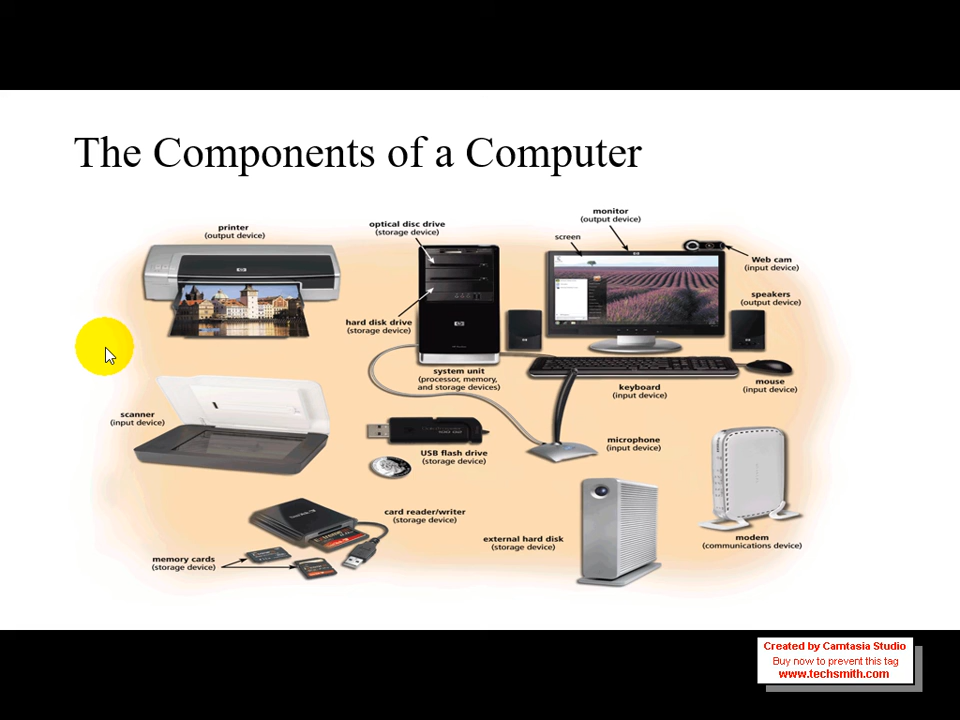 The Components of a Computer
printer
(output device)
optical disc drive
(storage device)
monitor
(output device)
screen
Web cam
(input device)
speakers
(output device)
hard disk drive
(storage device)
system unit
(processor, memory,
and storage devices)
keyboard
(input device)
mouse
(input device)
scanner
(input device)
USB flash drive
(storage device)
microphone
(input device)
card reader/writer
(storage device)
external hard disk
(storage device)
modem
(communications device)
memory cards
(storage device)
Created by Camtasia Studio
Buy now to prevent this tag
www.techsmith.com